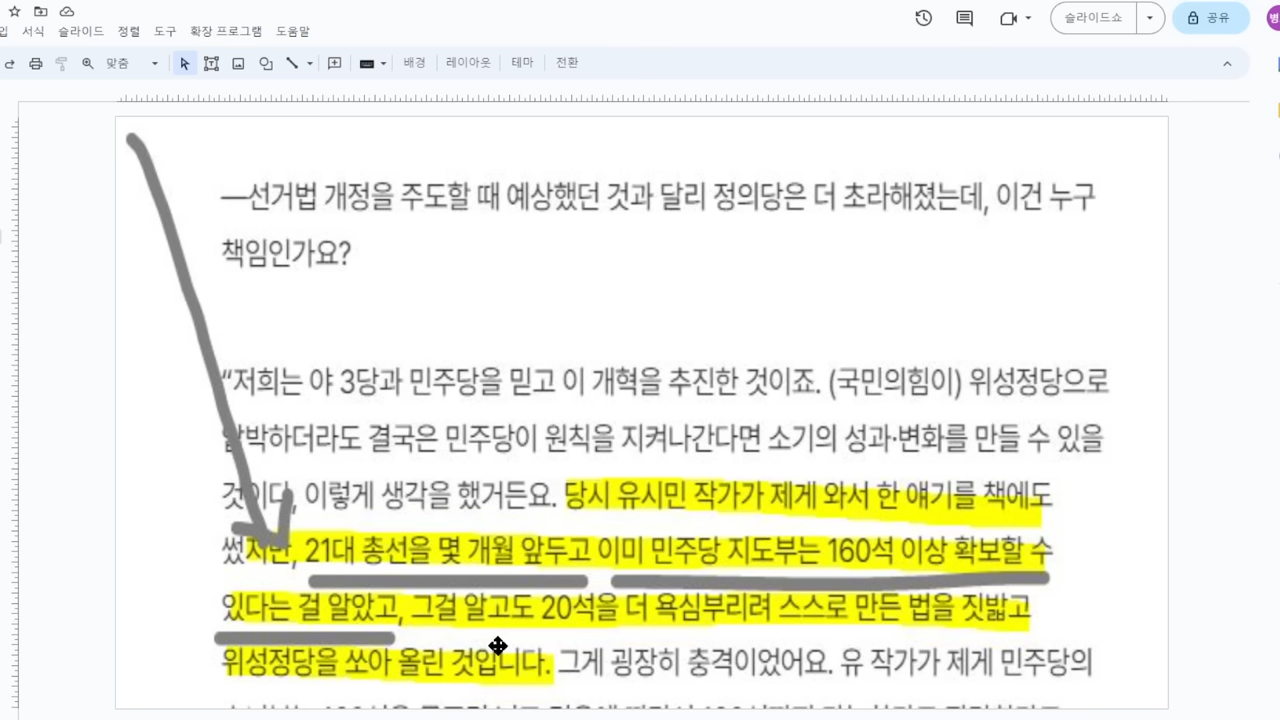 서식 슬라이드 정렬 도구 확장 프로그램 도움말
슬라이드쇼
공유
맞춤
배경 레이아웃 테마 전환
—선거법 개정을 주도할 때 예상했던 것과 달리 정의당은 더 초라해졌는데, 이건 누구
책임인가요?
“저희는 야 3당과 민주당을 믿고 이 개혁을 추진한 것이죠. (국민의힘이) 위성정당으로
압박하더라도 결국은 민주당이 원칙을 지켜나간다면 소기의 성과·변화를 만들 수 있을
것이다, 이렇게 생각을 했거든요. 당시 유시민 작가가 제게 와서 한 얘기를 책에도
썼지만, 21대 총선을 몇 개월 앞두고 이미 민주당 지도부는 160석 이상 확보할 수
있다는 걸 알았고, 그걸 알고도 20석을 더 욕심부리려 스스로 만든 법을 짓밟고
위성정당을 쏘아 올린 것입니다. 그게 굉장히 충격이었어요. 유 작가가 제게 민주당의